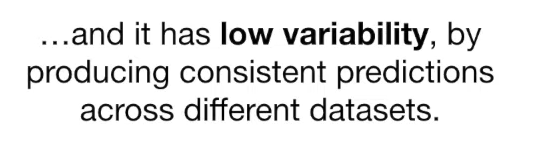 ...and it has low variability, by
producing consistent predictions
across different datasets.